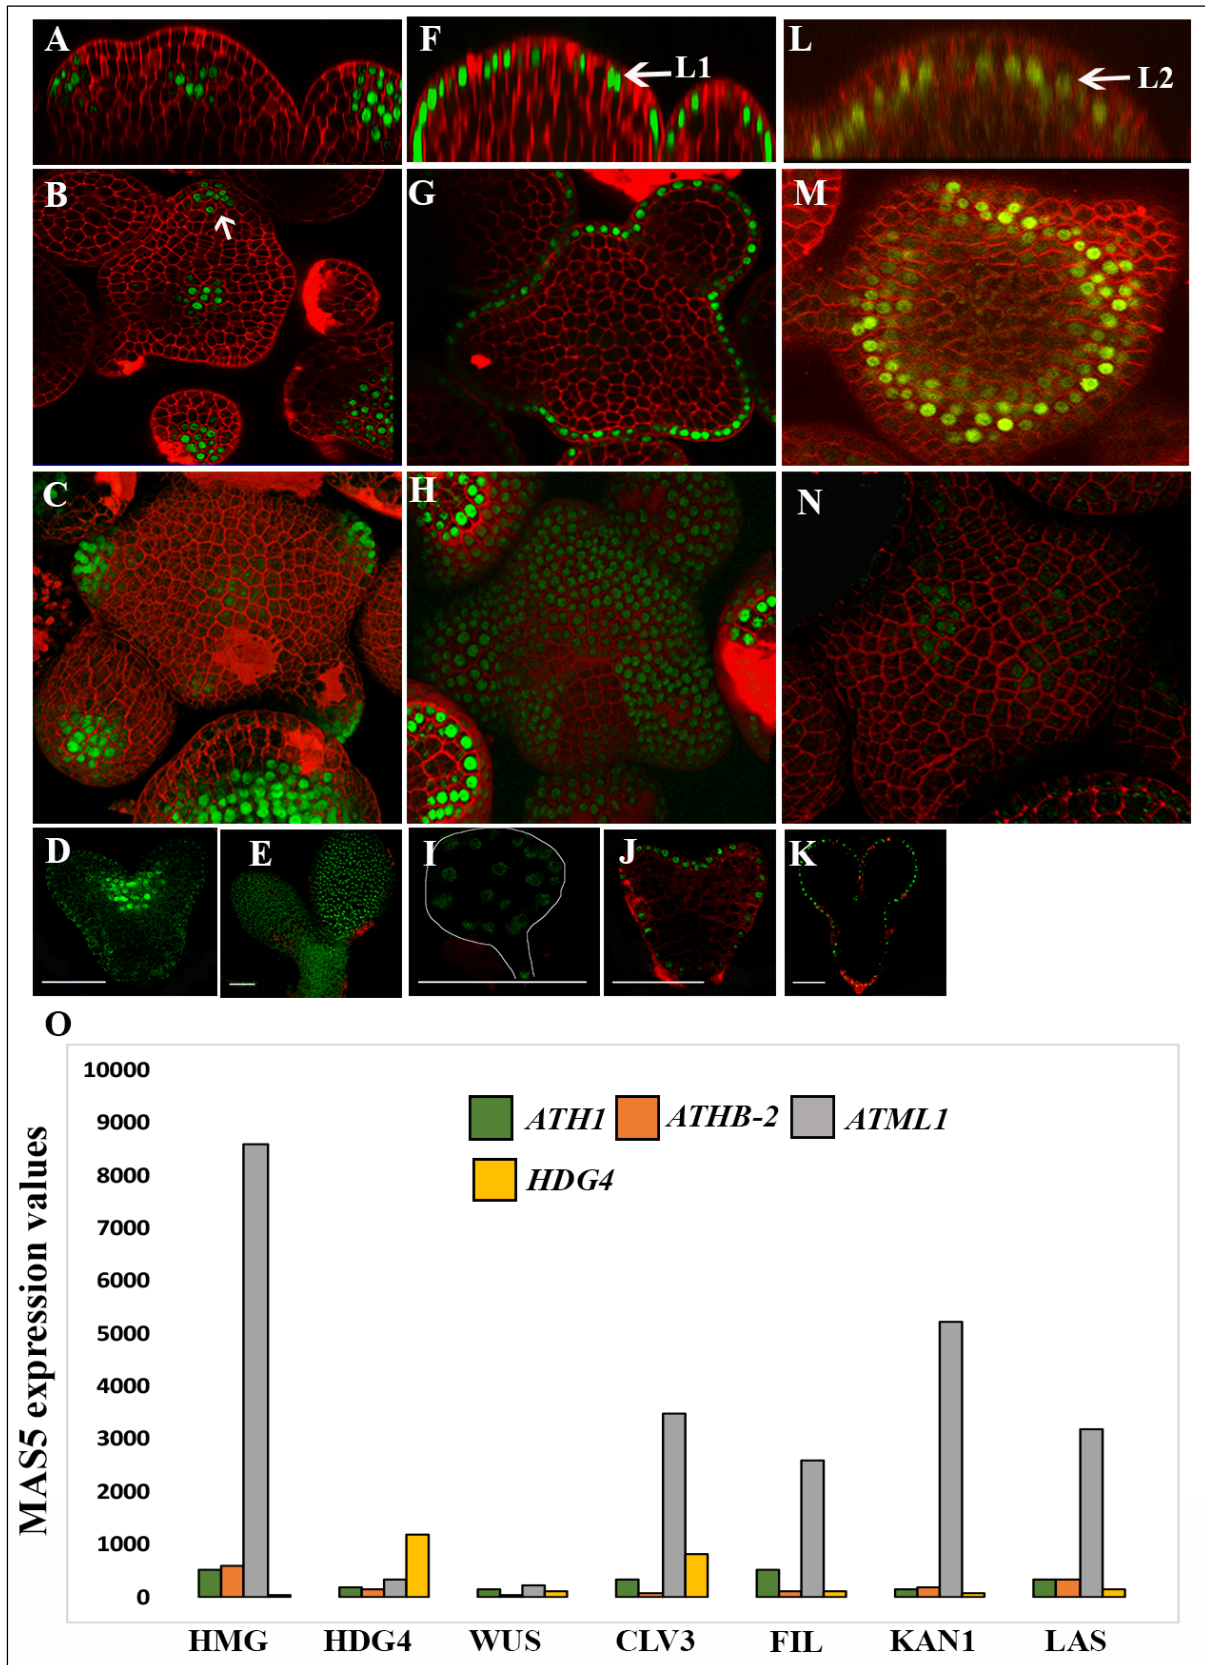 A
F
L1
L
L2
B
G
M
C
H
N
D
E
I
J
K
O
MAS5 expression values
10000
9000
8000
7000
6000
5000
4000
3000
2000
1000
0
ATH1 ATHB-2 ATML1
HDG4
HMG HDG4 WUS CLV3 FIL KAN1 LAS